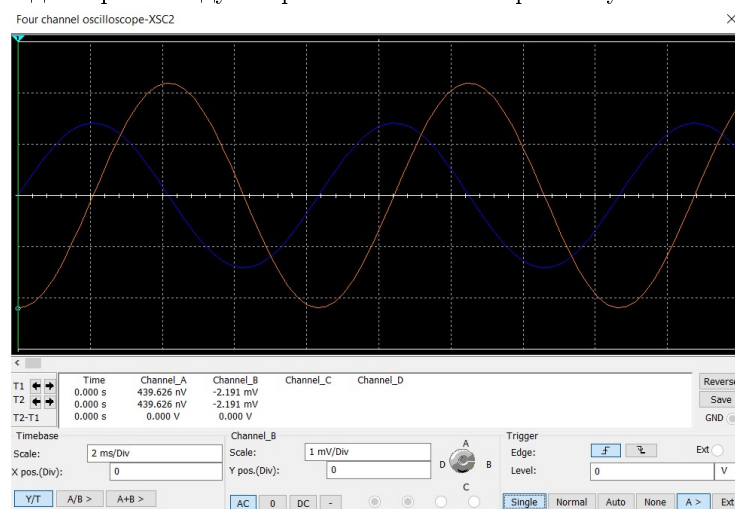 Four channel oscilloscope-XSC2
Time Channel_A Channel_B Channel_C Channel_D
T1 0.000 s 439.626 nV -2.191 mV
T2 0.000 s 439.626 nV -2.191 mV
T2-T1 0.000 s 0.000 V 0.000 V
Reverse
Save
GND
Timebase
Scale: 2 ms/Div
X pos.(Div): 0
Y/T A/B > A+B >
Channel_B
Scale: 1 mV/Div
Y pos.(Div): 0
AC 0 DC -
A
D B
C
Trigger
Edge: Ext
Level: 0 V
Single Normal Auto None A > Ext